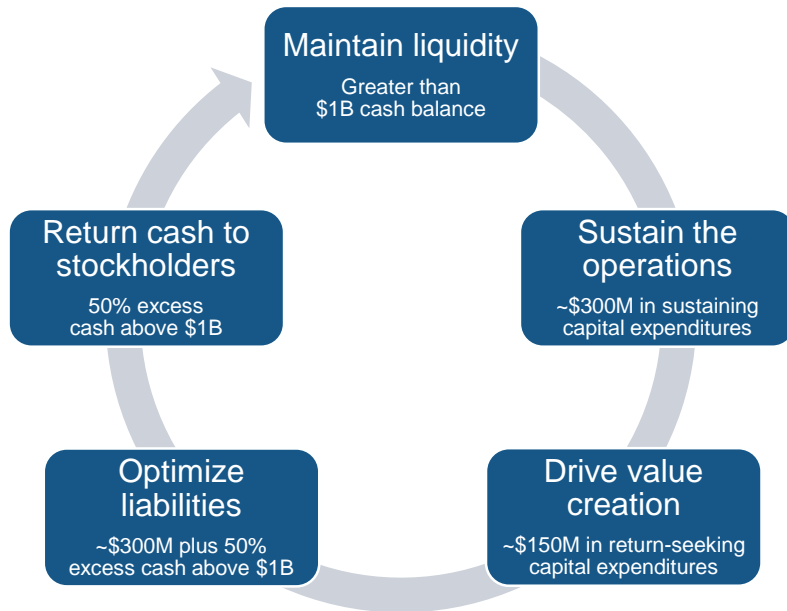 Maintain liquidity
Greater than
$1B cash balance
Sustain the
operations
~$300M in sustaining
capital expenditures
Drive value
creation
~$150M in return-seeking
capital expenditures
Optimize
liabilities
~$300M plus 50%
excess cash above $1B
Return cash to
stockholders
50% excess
cash above $1B